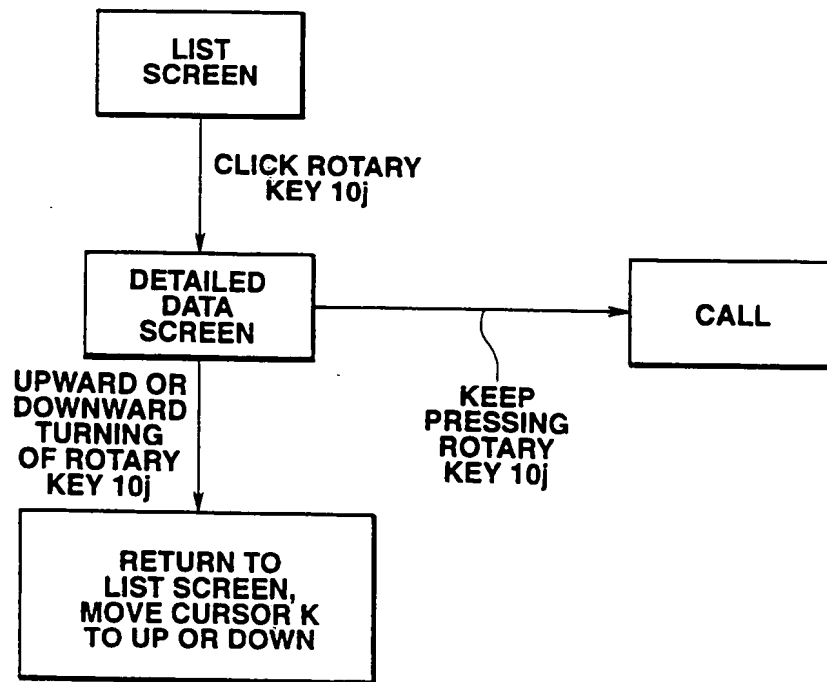 LIST
SCREEN
CLICK ROTARY
KEY 10j
DETAILED
DATA
SCREEN
CALL
UPWARD OR
DOWNWARD
TURNING
OF ROTARY
KEY 10j
KEEP
PRESSING
ROTARY
KEY 10j
RETURN TO
LIST SCREEN,
MOVE CURSOR K
TO UP OR DOWN